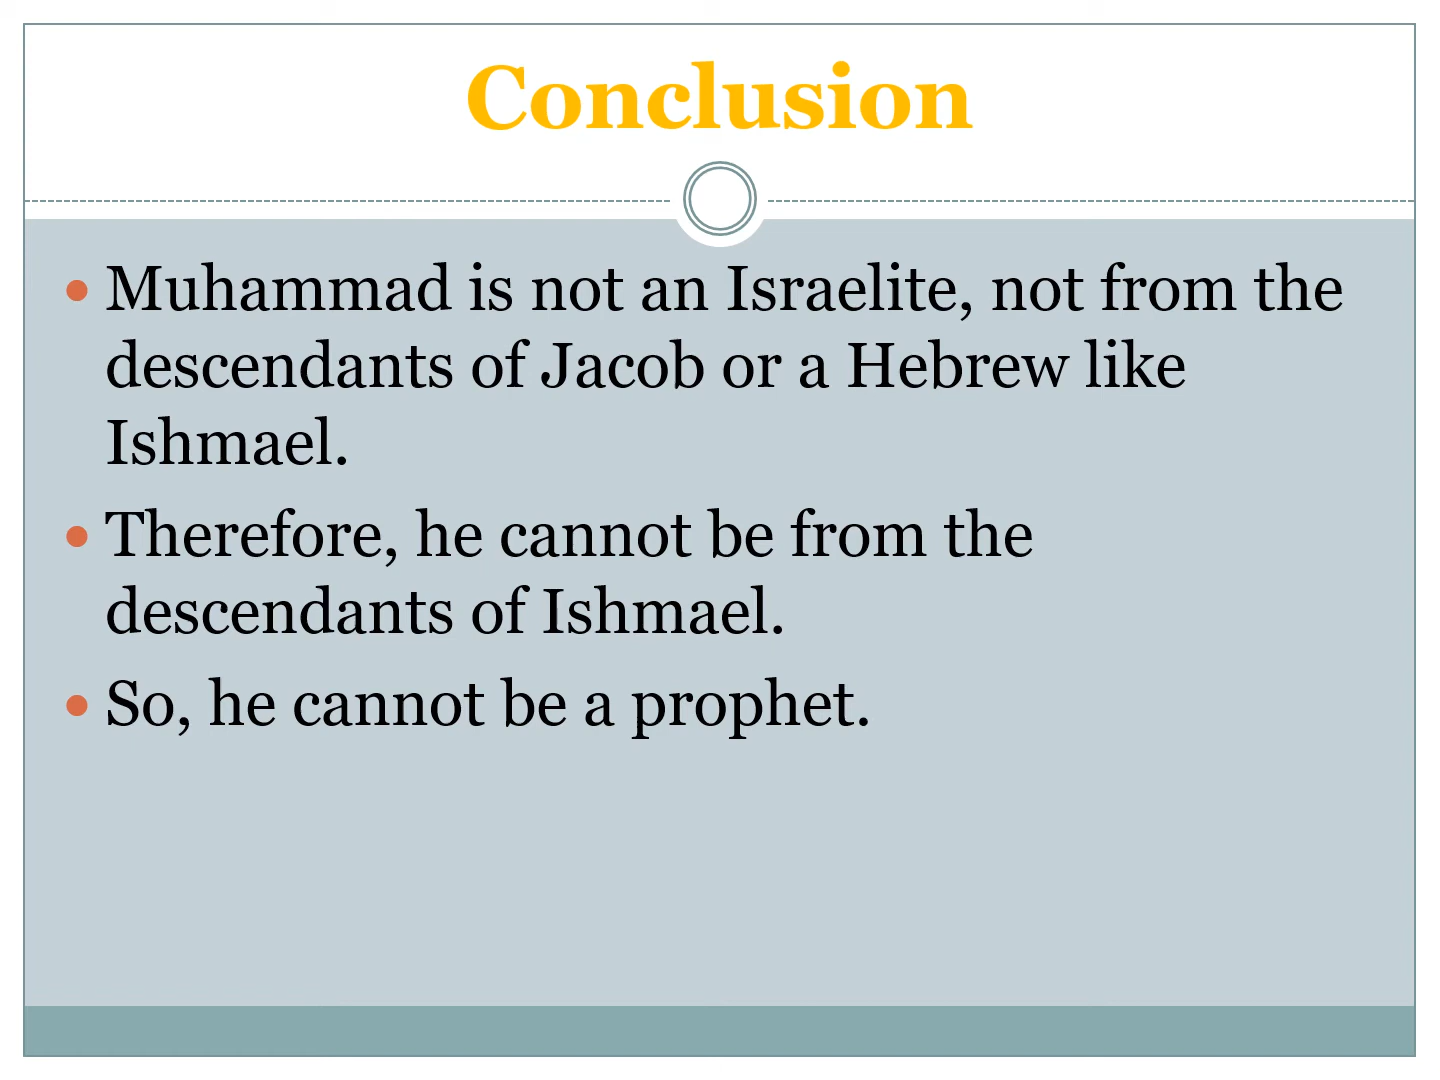 Conclusion
• Muhammad is not an Israelite, not from the
descendants of Jacob or a Hebrew like
Ishmael.
• Therefore, he cannot be from the
descendants of Ishmael.
• So, he cannot be a prophet.